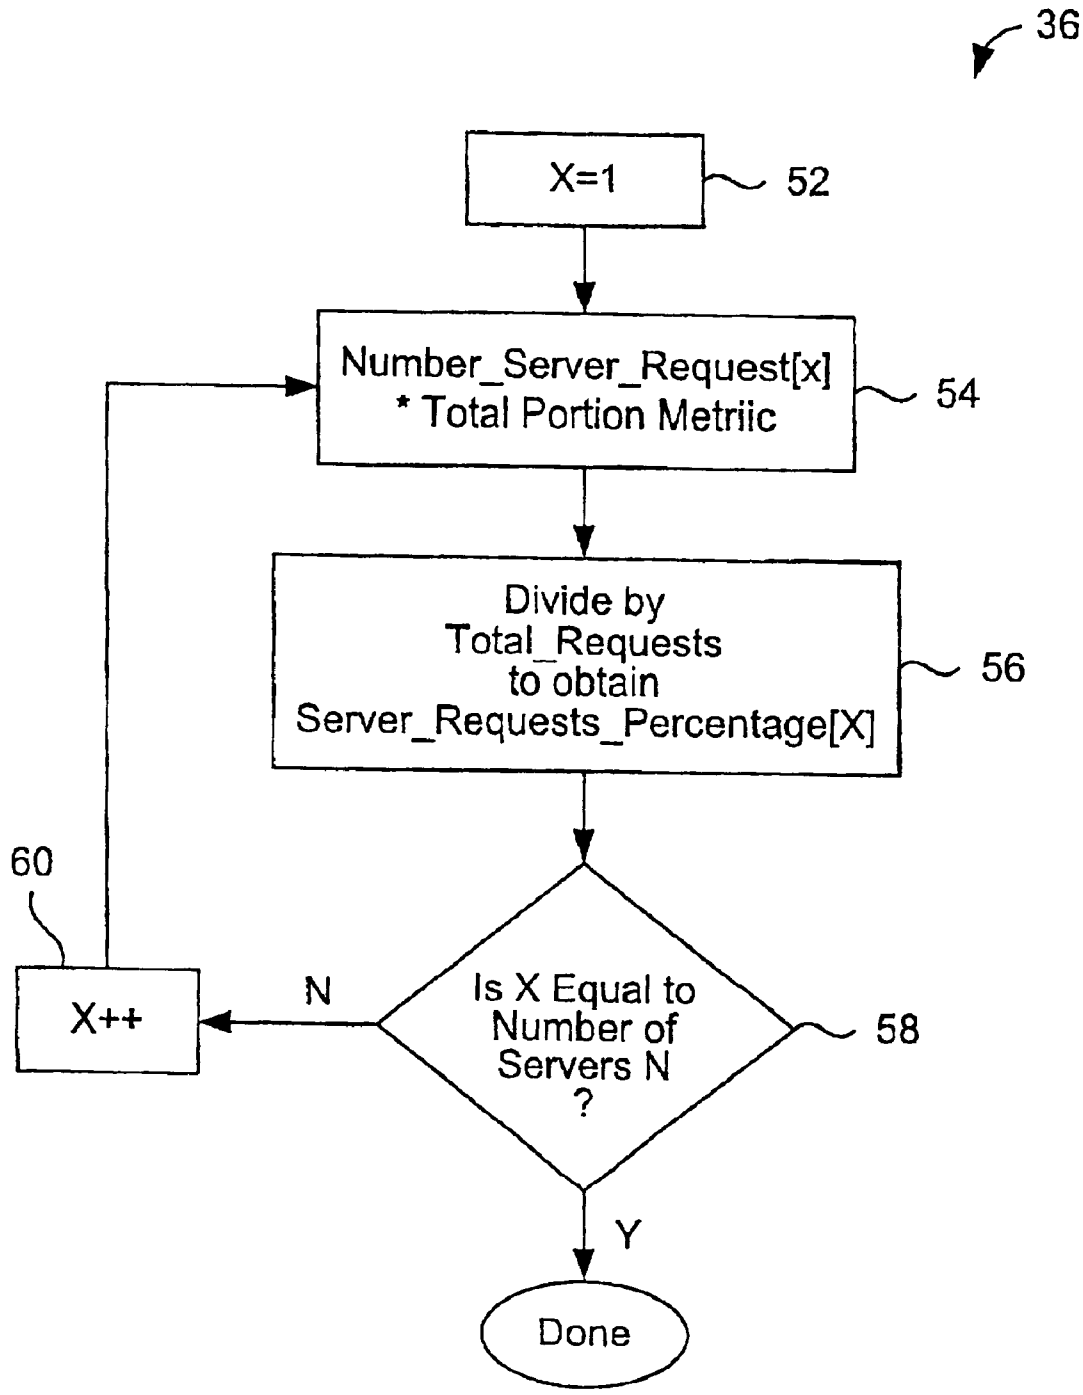 36
X=1
52
Number_Server_Request[x]
* Total Portion Metriic
54
Divide by
Total_Requests
to obtain
Server_Requests_Percentage[X]
56
60
X++
N
Is X Equal to
Number of
Servers N
?
58
Y
Done